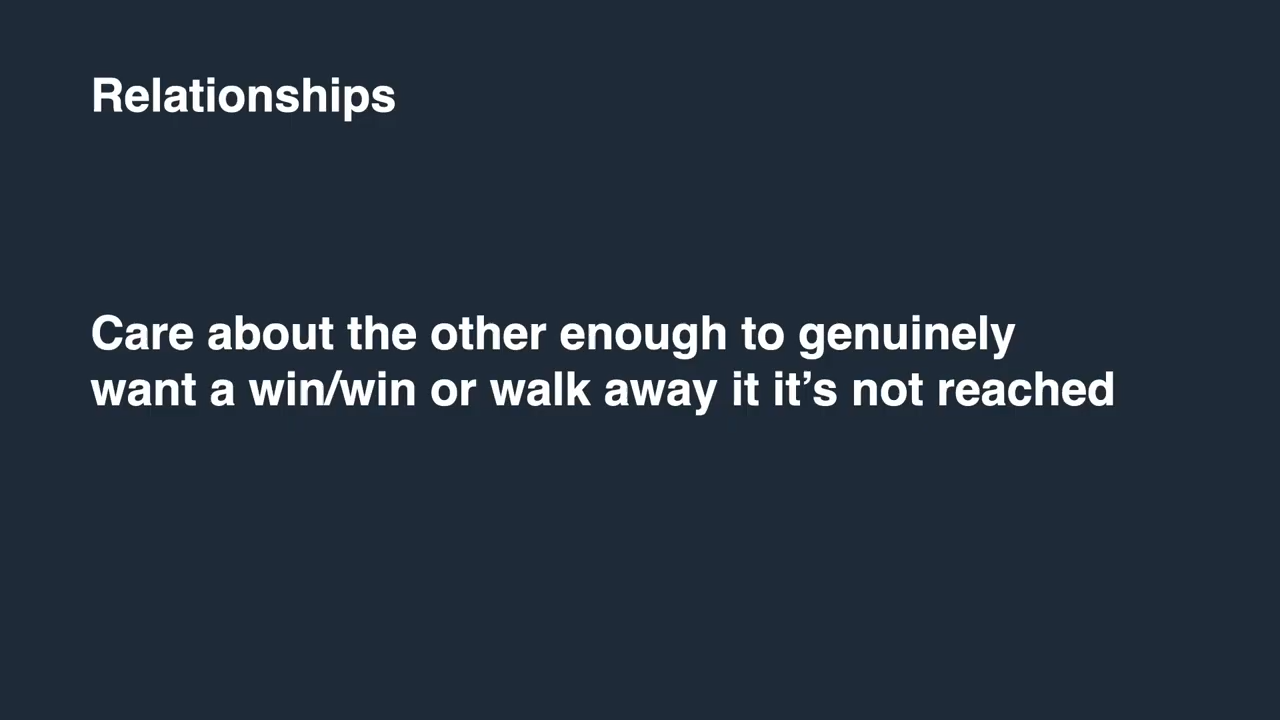 Relationships
Care about the other enough to genuinely
want a win/win or walk away it it’s not reached